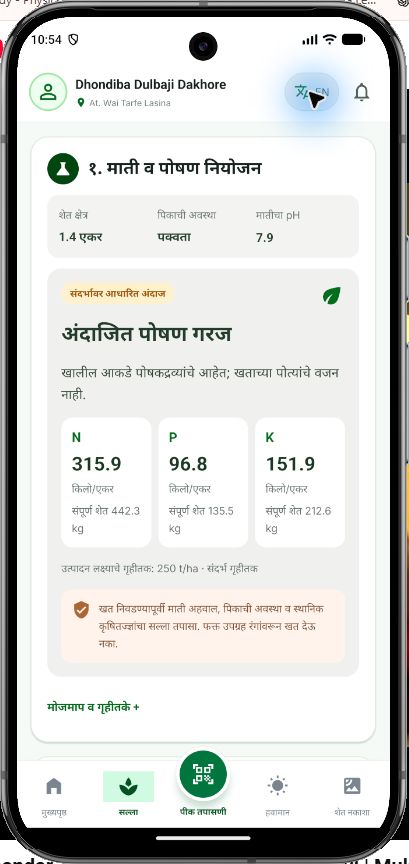 10:54
Dhondiba Dulbaji Dakhore
At. Wai Tarfe Lasina
EN
१. माती व पोषण नियोजन
शेत क्षेत्र पिकाची अवस्था मातीचा pH
1.4 एकर पक्वता 7.9
संदर्भावर आधारित अंदाज
अंदाजित पोषण गरज
खालील आकडे पोषकद्रव्यांचे आहेत; खताच्या पोत्यांचे वजन
नाही.
N P K
315.9 96.8 151.9
किलो/एकर किलो/एकर किलो/एकर
संपूर्ण शेत 442.3 संपूर्ण शेत 135.5 संपूर्ण शेत 212.6
kg kg kg
उत्पादन लक्ष्याचे गृहीतक: 250 t/ha · संदर्भ गृहीतक
खत निवडण्यापूर्वी माती अहवाल, पिकाची अवस्था व स्थानिक
कृषितज्ज्ञांचा सल्ला तपासा. फक्त उपग्रह रंगांवरून खत देऊ
नका.
मोजमाप व गृहीतके +
मुख्यपृष्ठ सल्ला पीक तपासणी हवामान शेत नकाशा